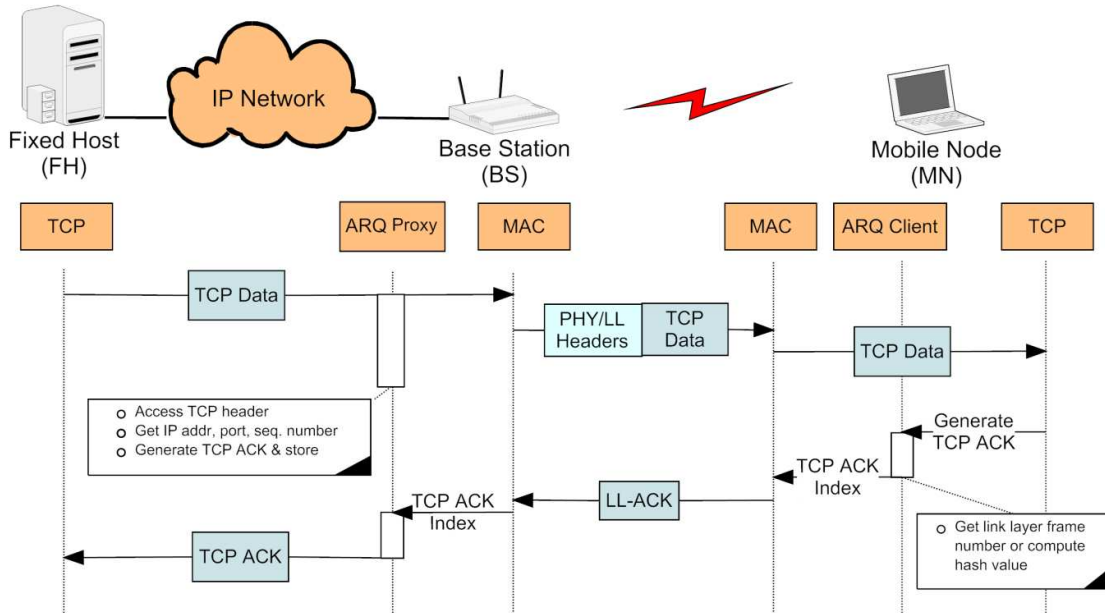 IP Network
Fixed Host
(FH)
Base Station
(BS)
Mobile Node
(MN)
TCP
ARQ Proxy
MAC
MAC
ARQ Client
TCP
TCP Data
PHY/LL
Headers
TCP
Data
TCP Data
Access TCP header
Get IP addr, port, seq. number
Generate TCP ACK & store
Generate
TCP ACK
TCP ACK
Index
LL-ACK
TCP ACK
Index
TCP ACK
Get link layer frame
number or compute
hash value